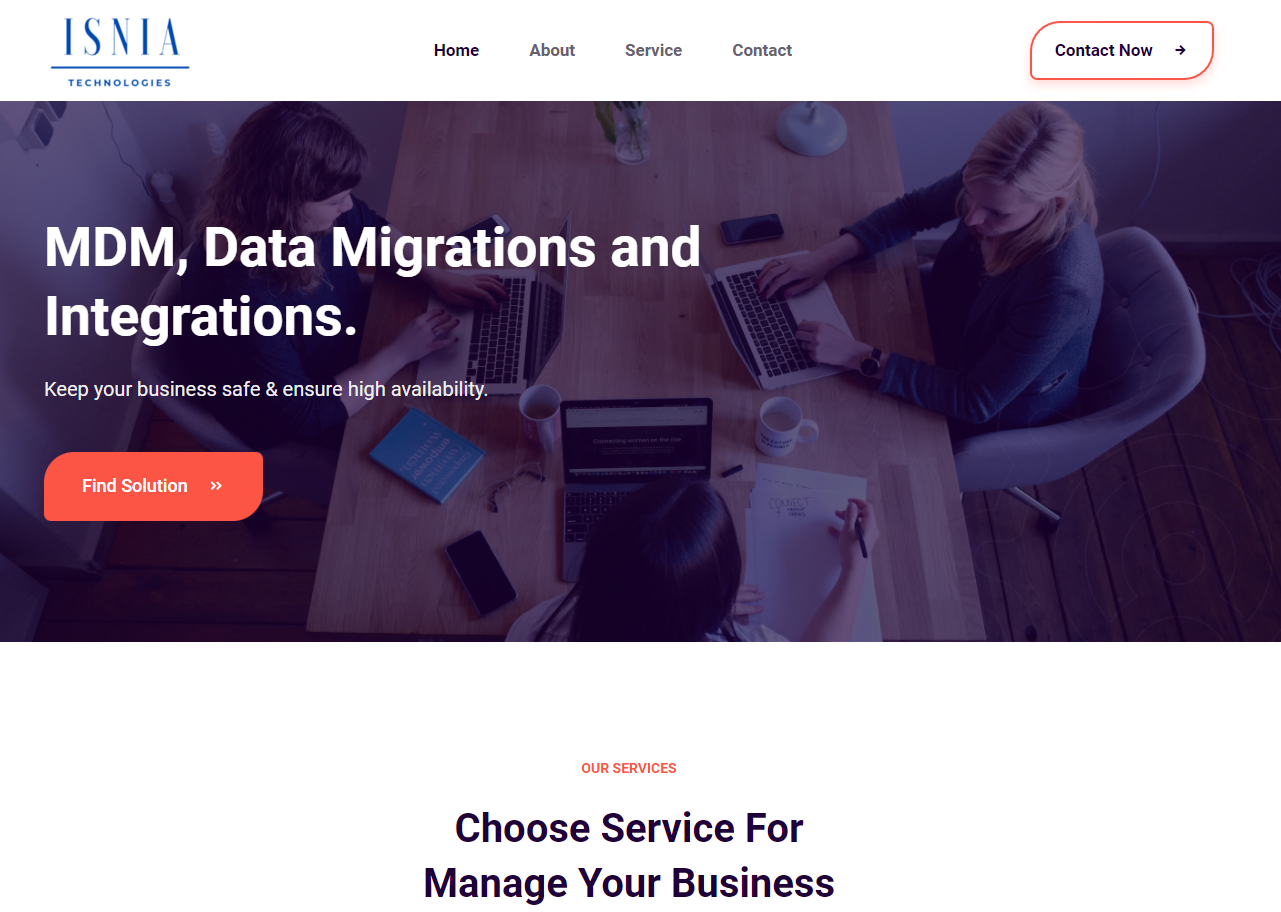 ISNIA
TECHNOLOGIES
Home
About
Service
Contact
Contact Now
MDM, Data Migrations and
Integrations.
Keep your business safe & ensure high availability.
Find Solution
OUR SERVICES
Choose Service For
Manage Your Business